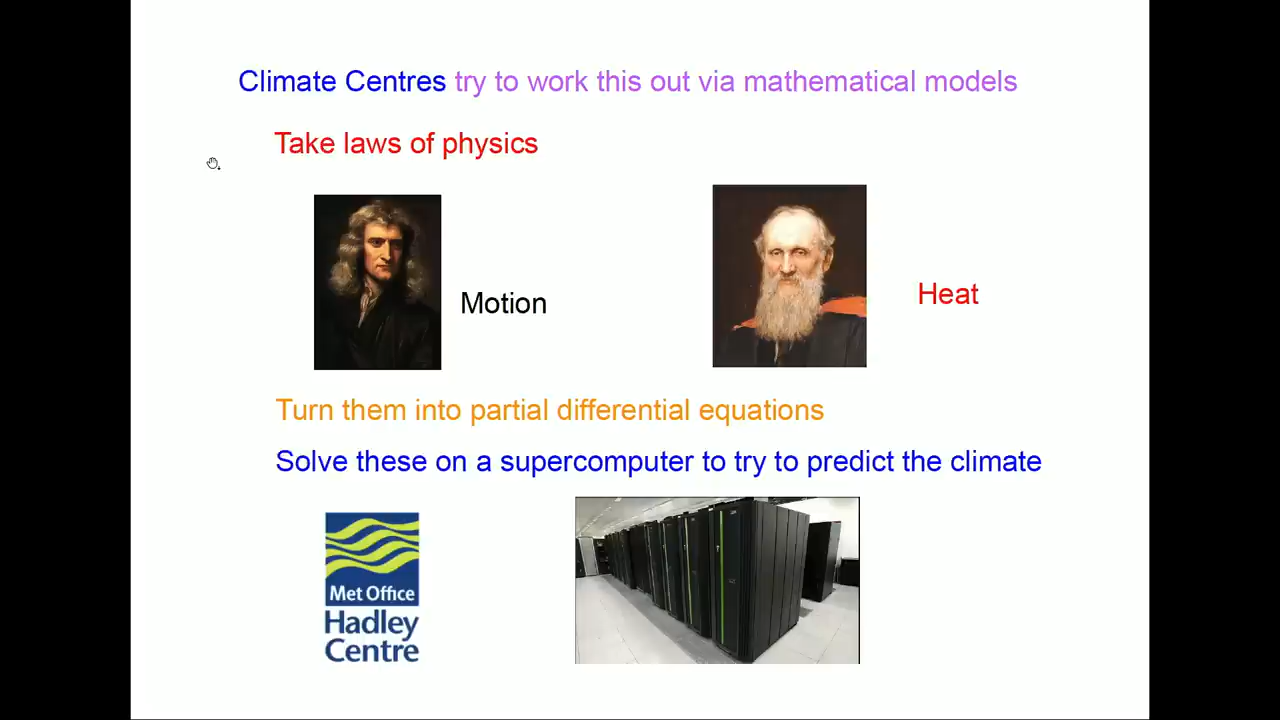 Climate Centres try to work this out via mathematical models
Take laws of physics
Motion
Heat
Turn them into partial differential equations
Solve these on a supercomputer to try to predict the climate
Met Office
Hadley
Centre